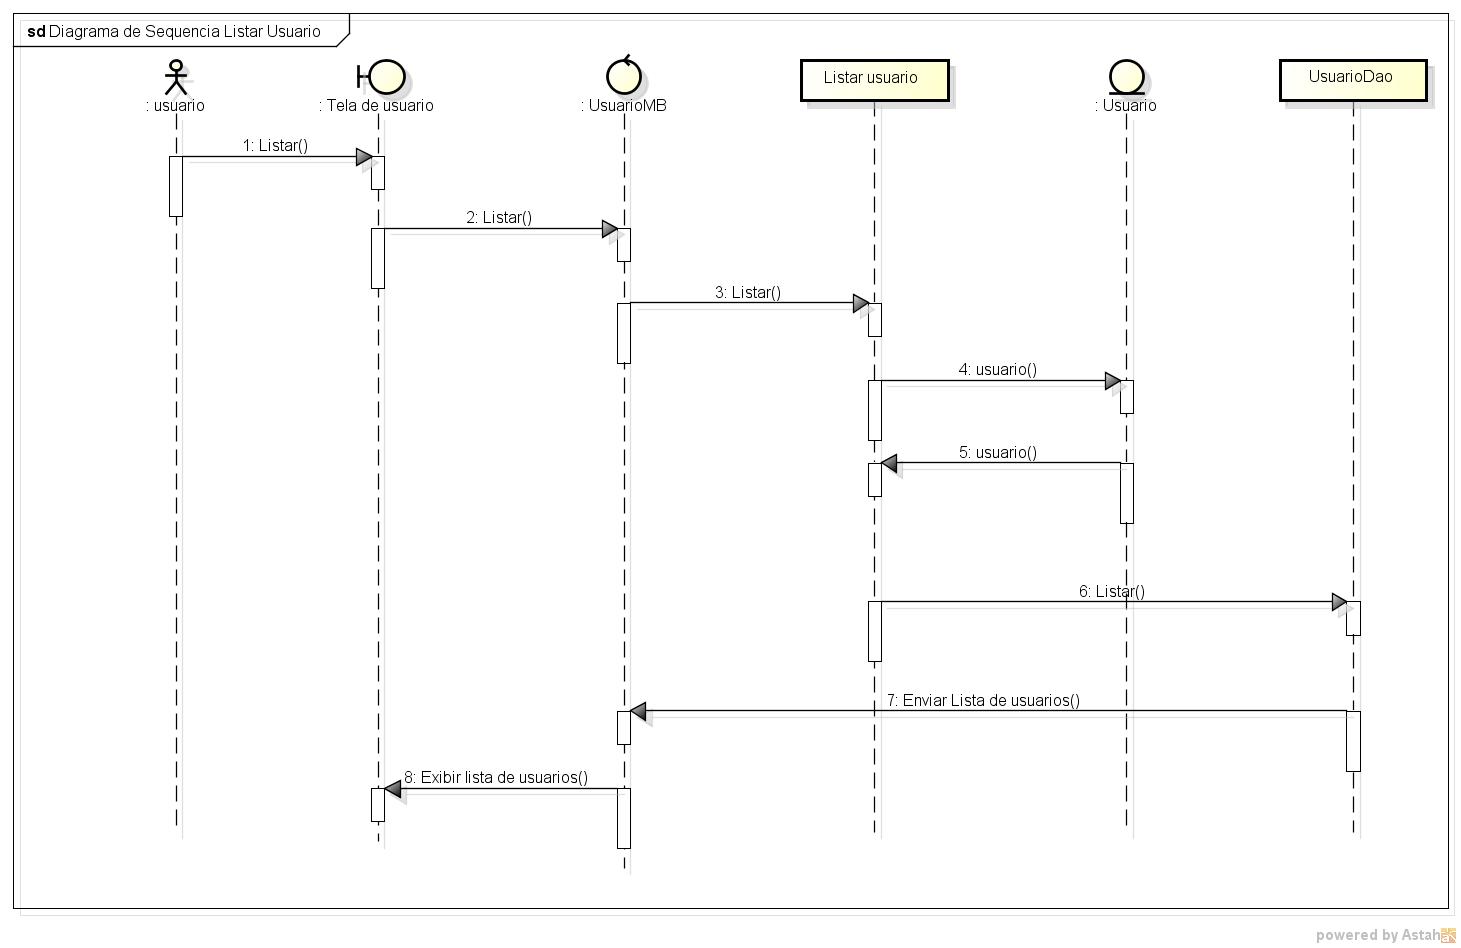 sd Diagrama de Sequencia Listar Usuario
Listar usuario
UsuarioDao
: usuario
: Tela de usuario
: UsuarioMB
: Usuario
1: Listar()
2: Listar()
3: Listar()
4: usuario()
5: usuario()
6: Listar()
7: Enviar Lista de usuarios()
8: Exibir lista de usuarios()
powered by Astah